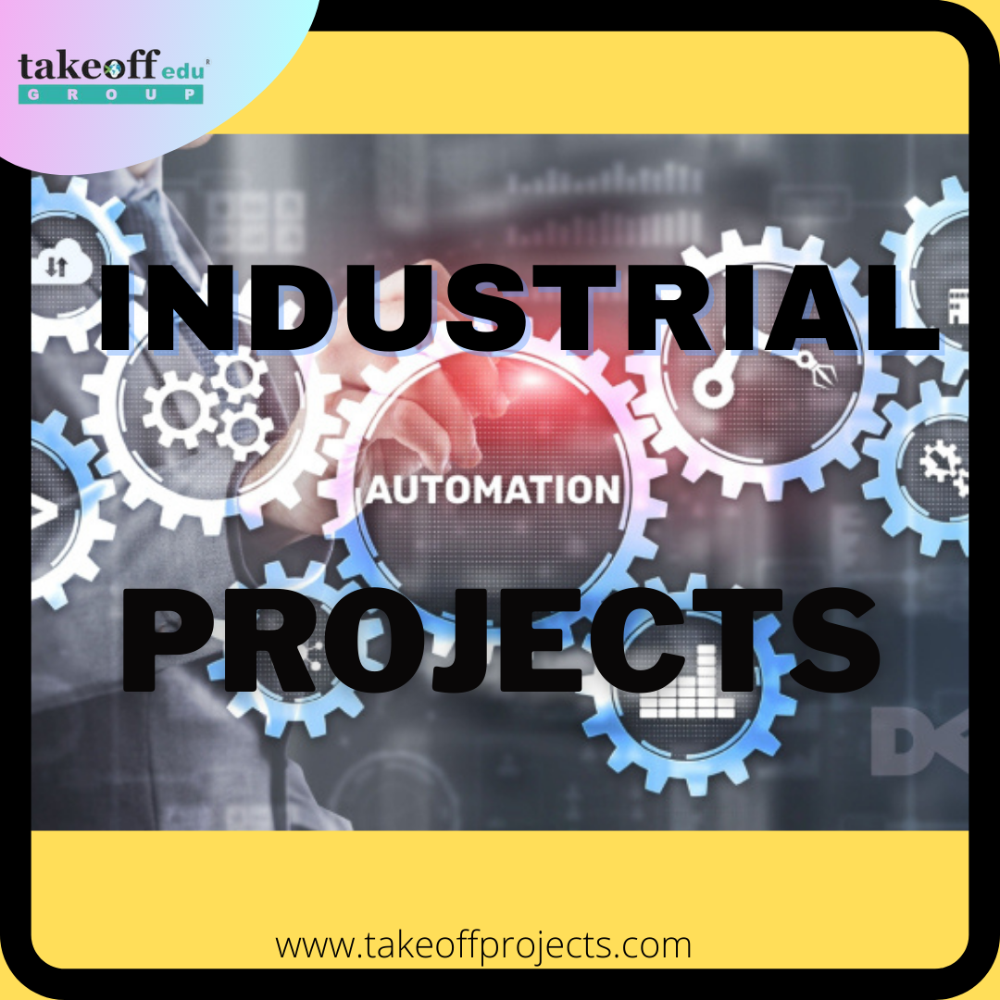 takeoff edu R
GROUP
INDUSTRIAL
AUTOMATION
PROJECTS
www.takeoffprojects.com